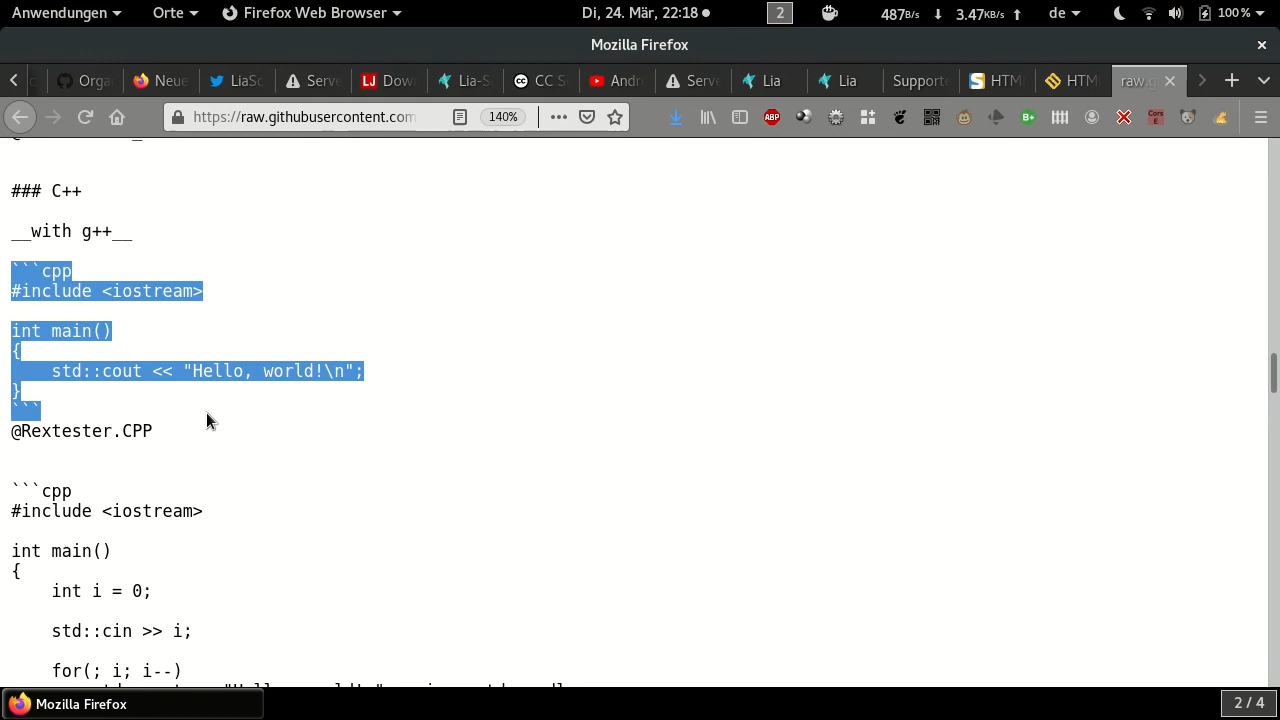 Anwendungen Orte Firefox Web Browser Di, 24. Mär, 22:18 2 487B/s 3.47KB/s de 100%
Mozilla Firefox
Orga Neue LiaSc Serve Dow Lia-S CC S Andr Serve Lia Lia Supporte HTM HTM raw.g
https://raw.githubusercontent.com 140%
### C++
__with g++__
```cpp
#include <iostream>
int main()
{
    std::cout << "Hello, world!\n";
}
```
@Rextester.CPP
```cpp
#include <iostream>
int main()
{
    int i = 0;
    std::cin >> i;
    for(; i; i--)
Mozilla Firefox 2 / 4